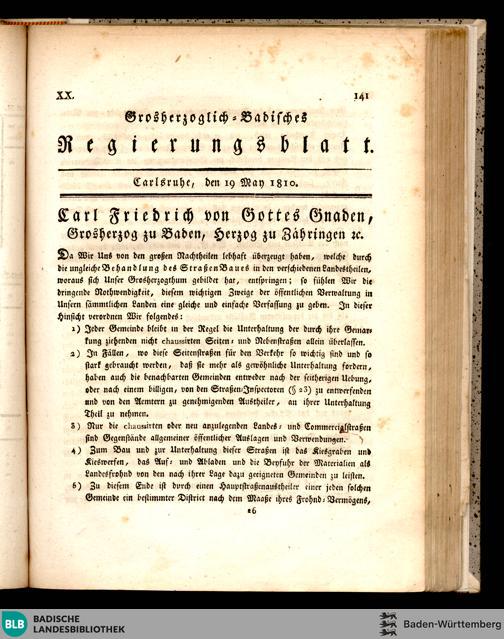 XX. 141
Grosherzoglich-Badisches
Regierungsblatt.
Carlsruhe, den 19 May 1810.
Carl Friedrich von Gottes Gnaden,
Grosherzog zu Baden, Herzog zu Zähringen ꝛc.
Da Wir Uns von den großen Nachtheilen lebhaft überzeugt haben, welche durch
die ungleiche Behandlung des StraßenBaues in den verschiedenen Landestheilen,
woraus sich Unser Grosherzogthum gebildet hat, entspringen; so fühlen Wir die
dringende Nothwendigkeit, diesem wichtigen Zweige der öffentlichen Verwaltung in
Unsern sämmtlichen Landen eine gleiche und einfache Verfassung zu geben. In dieser
Hinsicht verordnen Wir folgendes:
1) Jeder Gemeinde bleibt in der Regel die Unterhaltung der durch ihre Gemar-
kung ziehenden nicht chaussirten Seiten- und Nebenstraßen allein überlassen.
2) In Fällen, wo diese Seitenstraßen für den Verkehr so wichtig sind und so
stark gebraucht werden, daß sie mehr als gewöhnliche Unterhaltung fordern,
haben auch die benachbarten Gemeinden entweder nach der seitherigen Uebung,
oder nach einem billigen, von den Straßen-Inspectoren (§ 23) zu entwerfenden
und von den Aemtern zu genehmigenden Austheiler, an ihrer Unterhaltung
Theil zu nehmen.
3) Nur die chaussirten oder neu anzulegenden Landes- und Commercialstraßen
sind Gegenstände allgemeiner öffentlicher Auslagen und Verwendungen.
4) Zum Bau und zur Unterhaltung dieser Straßen ist das Kiesgraben und
Kieswerfen, das Auf- und Abladen und die Beyfuhr der Materialien als
Landesfrohnd von den nach ihrer Lage dazu geeigneten Gemeinden zu leisten.
5) Zu diesem Ende ist durch einen Hauptstraßenaustheiler einer jeden solchen
Gemeinde ein bestimmter District nach dem Maaße ihres Frohnd-Vermögens,
16
BLB BADISCHE
LANDESBIBLIOTHEK
Baden-Württemberg